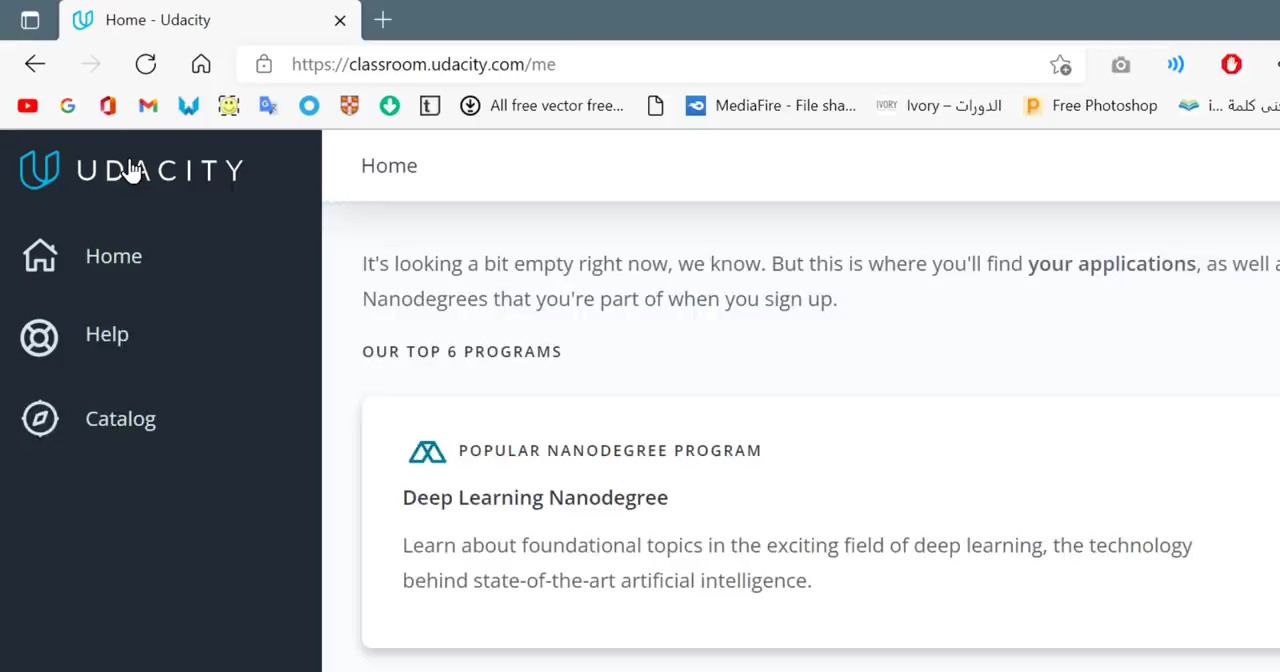 Home - Udacity
https://classroom.udacity.com/me
All free vector free... MediaFire - File sha... IVORY Ivory – الدورات Free Photoshop
UDACITY
Home
Home
Help
Catalog
It's looking a bit empty right now, we know. But this is where you'll find your applications, as well
Nanodegrees that you're part of when you sign up.
OUR TOP 6 PROGRAMS
POPULAR NANODEGREE PROGRAM
Deep Learning Nanodegree
Learn about foundational topics in the exciting field of deep learning, the technology
behind state-of-the-art artificial intelligence.